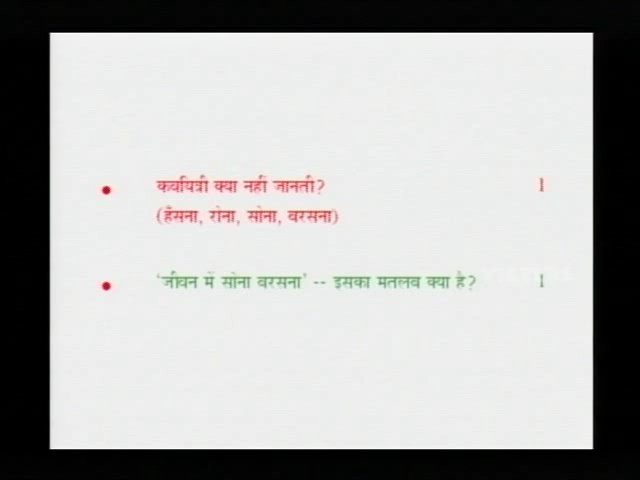 • कवयित्री क्या नहीं जानती? 1
(हँसना, रोना, सोना, बरसना)
• ‘जीवन में सोना बरसना’ -- इसका मतलब क्या है? 1